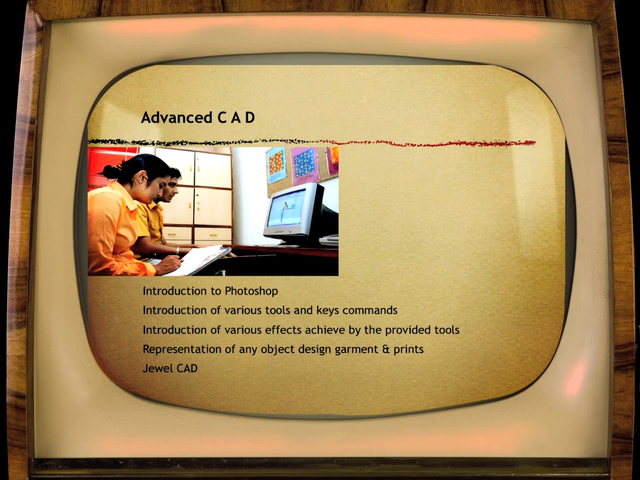 Advanced C A D
Introduction to Photoshop
Introduction of various tools and keys commands
Introduction of various effects achieve by the provided tools
Representation of any object design garment & prints
Jewel CAD